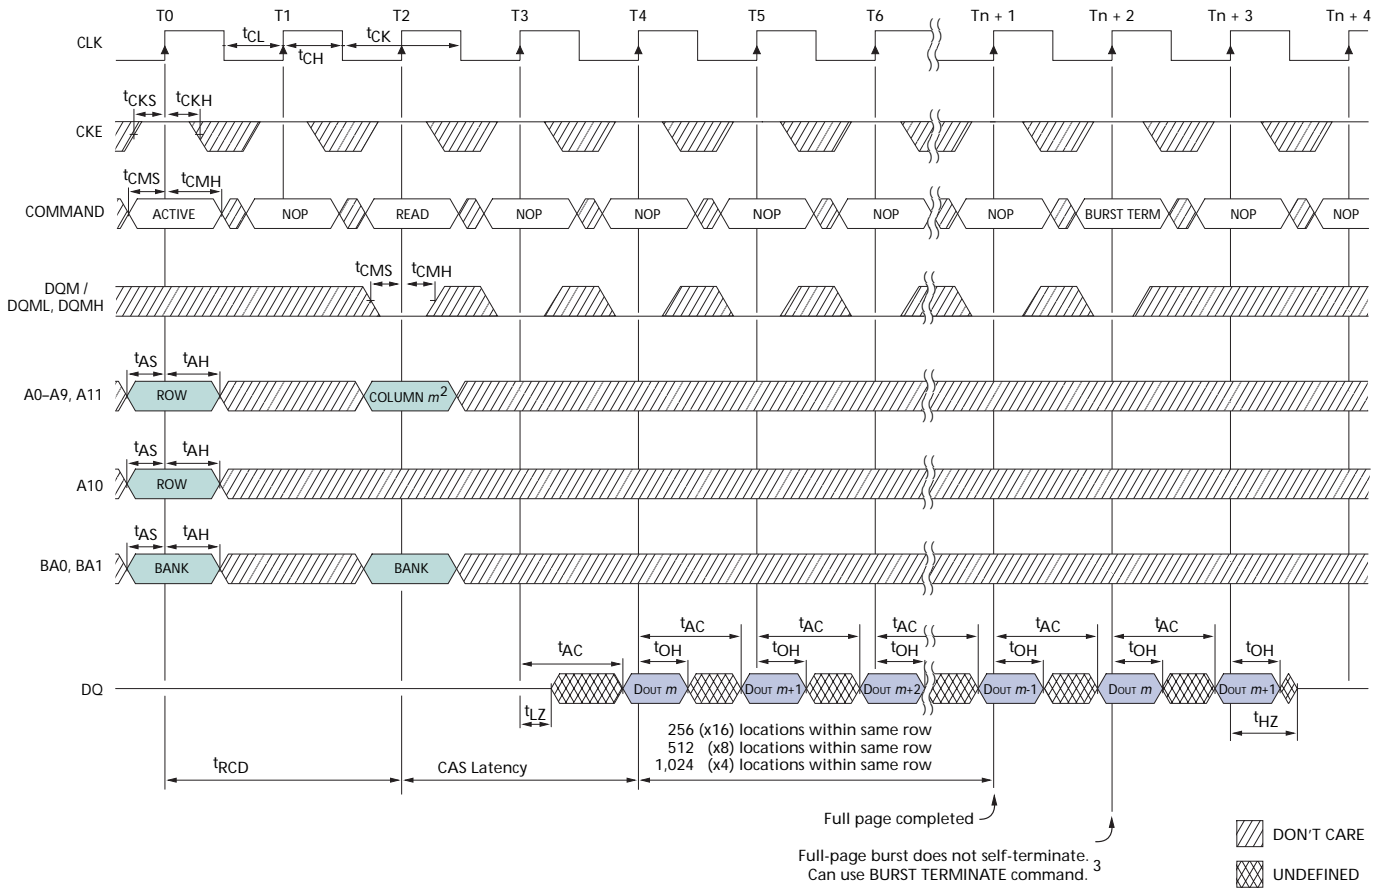 T0 T1 T2 T3 T4 T5 T6 Tn + 1 Tn + 2 Tn + 3 Tn + 4
CLK
tCL tCK
tCH
tCKS tCKH
CKE
tCMS tCMH
COMMAND ACTIVE NOP READ NOP NOP NOP NOP NOP BURST TERM NOP NOP
tCMS tCMH
DQM /
DQML, DQMH
tAS tAH
A0–A9, A11 ROW COLUMN m2
tAS tAH
A10 ROW
tAS tAH
BA0, BA1 BANK BANK
tAC tAC tAC tAC tAC tAC
tOH tOH tOH tOH tOH tOH
DQ DOUT m DOUT m+1 DOUT m+2 DOUT m-1 DOUT m DOUT m+1
tLZ tHZ
256 (x16) locations within same row
512 (x8) locations within same row
1,024 (x4) locations within same row
tRCD CAS Latency
Full page completed
Full-page burst does not self-terminate.
Can use BURST TERMINATE command. 3
DON'T CARE
UNDEFINED